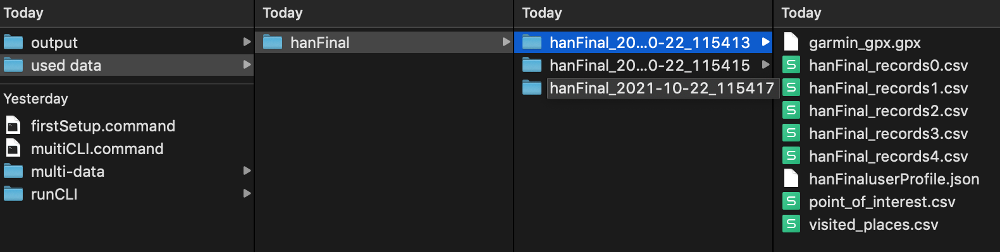 Today
output
used data
Yesterday
firstSetup.command
muitiCLI.command
multi-data
runCLI
Today
hanFinal
Today
hanFinal_20...0-22_115413
hanFinal_20...0-22_115415
hanFinal_2021-10-22_115417
Today
garmin_gpx.gpx
hanFinal_records0.csv
hanFinal_records1.csv
hanFinal_records2.csv
hanFinal_records3.csv
hanFinal_records4.csv
hanFinaluserProfile.json
point_of_interest.csv
visited_places.csv